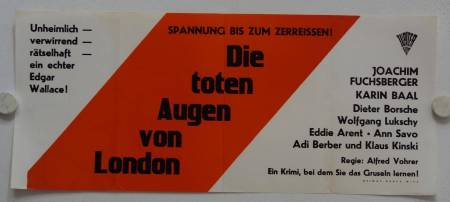 Unheimlich —
verwirrend —
rätselhaft —
ein echter
Edgar
Wallace!
SPANNUNG BIS ZUM ZERREISSEN!
Die
toten
Augen
von
London
JOACHIM
FUCHSBERGER
KARIN BAAL
Dieter Borsche
Wolfgang Lukschy
Eddie Arent · Ann Savo
Adi Berber und Klaus Kinski
Regie: Alfred Vohrer
Ein Krimi, bei dem Sie das Gruseln lernen!